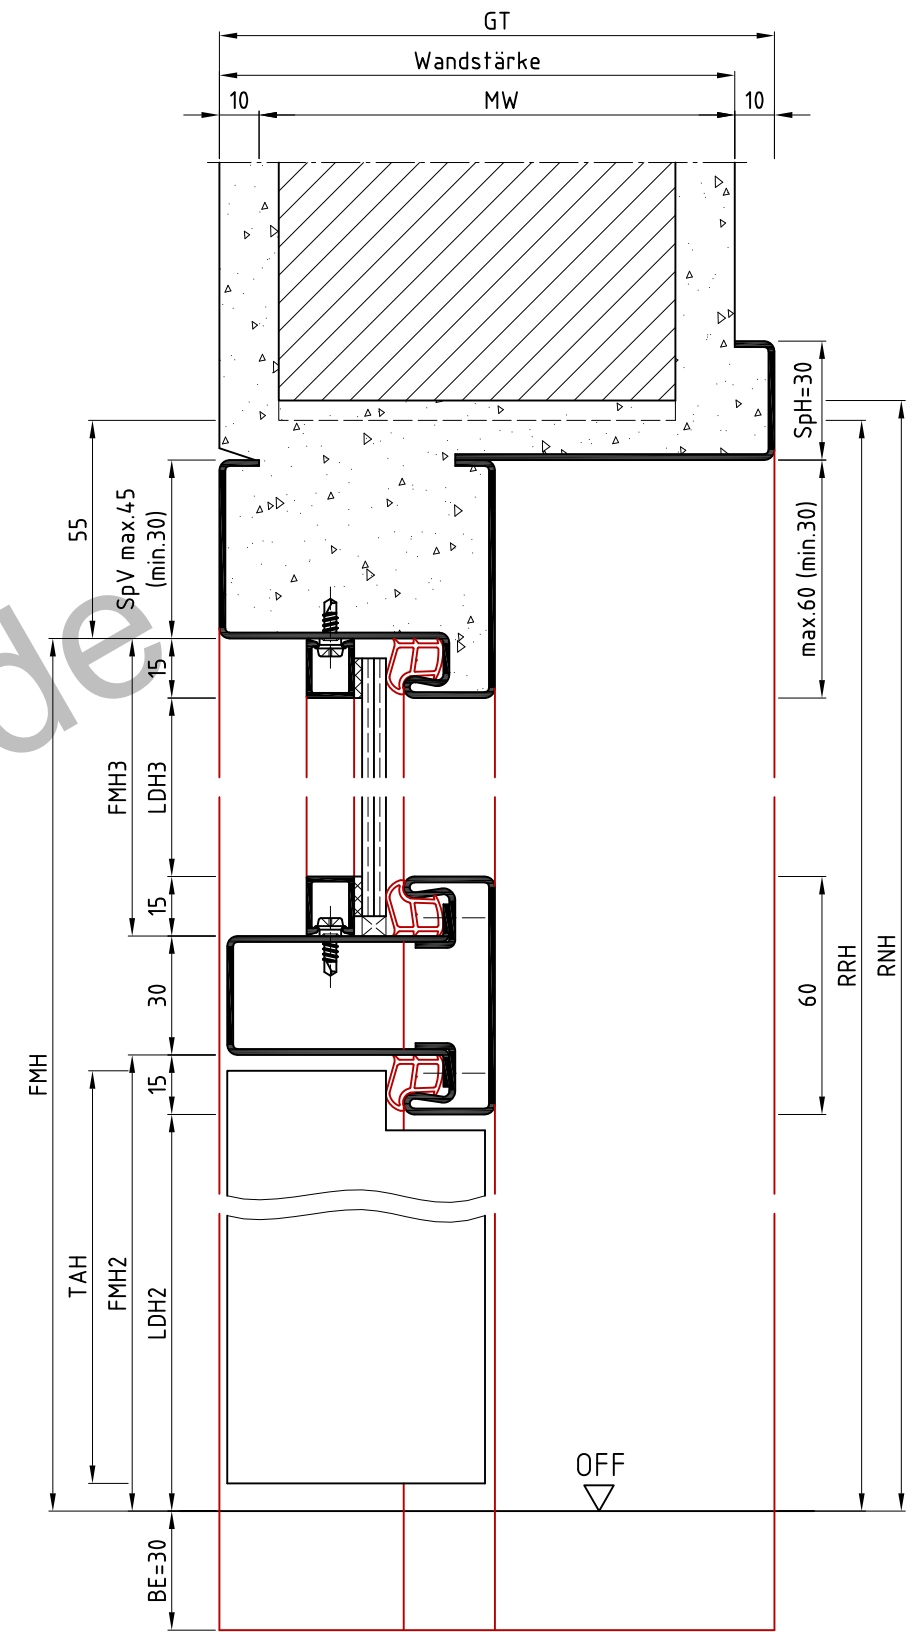 GT
Wandstärke
10
MW
10
SpH=30
55
SpV max.45
(min.30)
max.60 (min.30)
15
FMH3
LDH3
15
30
15
60
RRH
RNH
FMH
TAH
FMH2
LDH2
OFF
BE=30
de